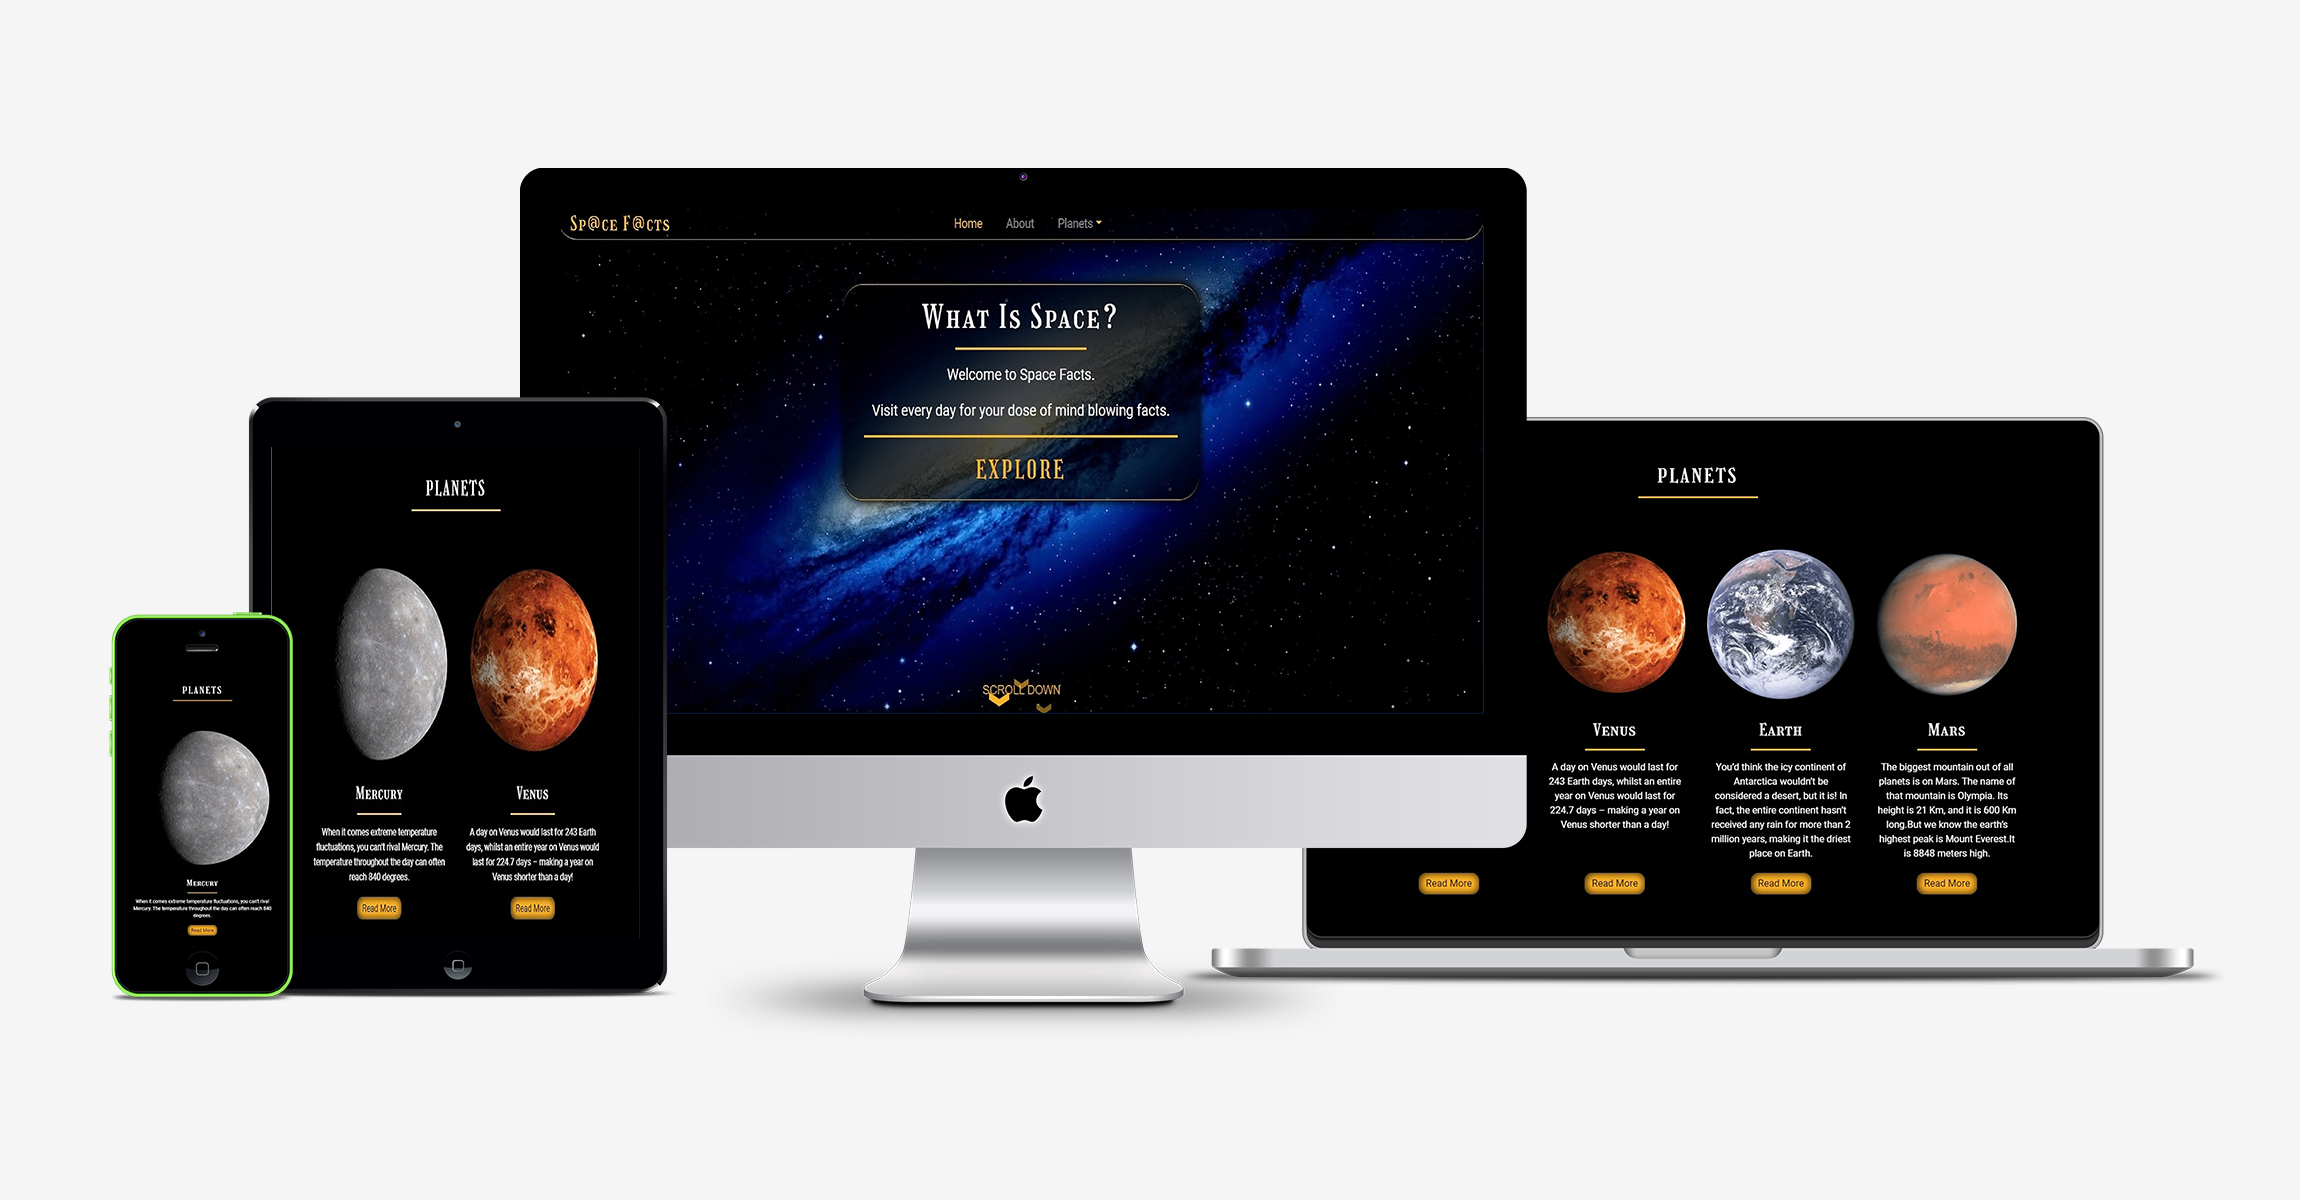 Sp@ce F@cts
Home About Planets
What Is Space?
Welcome to Space Facts.
Visit every day for your dose of mind blowing facts.
EXPLORE
SCROLL DOWN
PLANETS
Mercury
When it comes extreme temperature fluctuations, you can't rival
Mercury. The temperature throughout the day can often reach 840
degrees.
Read More
PLANETS
Mercury
When it comes extreme temperature
fluctuations, you can't rival Mercury. The
temperature throughout the day can often
reach 840 degrees.
Read More
Venus
A day on Venus would last for 243 Earth
days, whilst an entire year on Venus would
last for 224.7 days – making a year on
Venus shorter than a day!
Read More
PLANETS
Read More
Venus
A day on Venus would last for
243 Earth days, whilst an entire
year on Venus would last for
224.7 days – making a year on
Venus shorter than a day!
Read More
Earth
You'd think the icy continent of
Antarctica wouldn't be
considered a desert, but it is! In
fact, the entire continent hasn't
received any rain for more than 2
million years, making it the driest
place on Earth.
Read More
Mars
The biggest mountain out of all
planets is on Mars. The name of
that mountain is Olympia. Its
height is 21 Km, and it is 600 Km
long.But we know the earth's
highest peak is Mount Everest.It
is 8848 meters high.
Read More